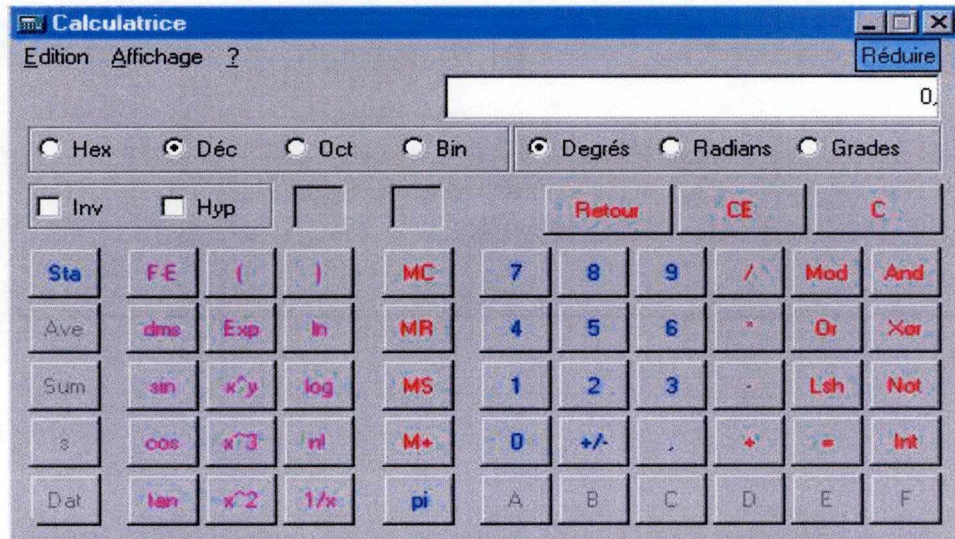 Calculatrice
Edition Affichage ?
Réduire
0,
Hex Déc Oct Bin Degrés Radians Grades
Inv Hyp Retour CE C
Sta F-E ( ) MC 7 8 9 / Mod And
Ave dms Exp ln MR 4 5 6 * Or Xor
Sum sin x^y log MS 1 2 3 - Lsh Not
s cos x^3 n! M+ 0 +/- , + = Int
Dat tan x^2 1/x pi A B C D E F